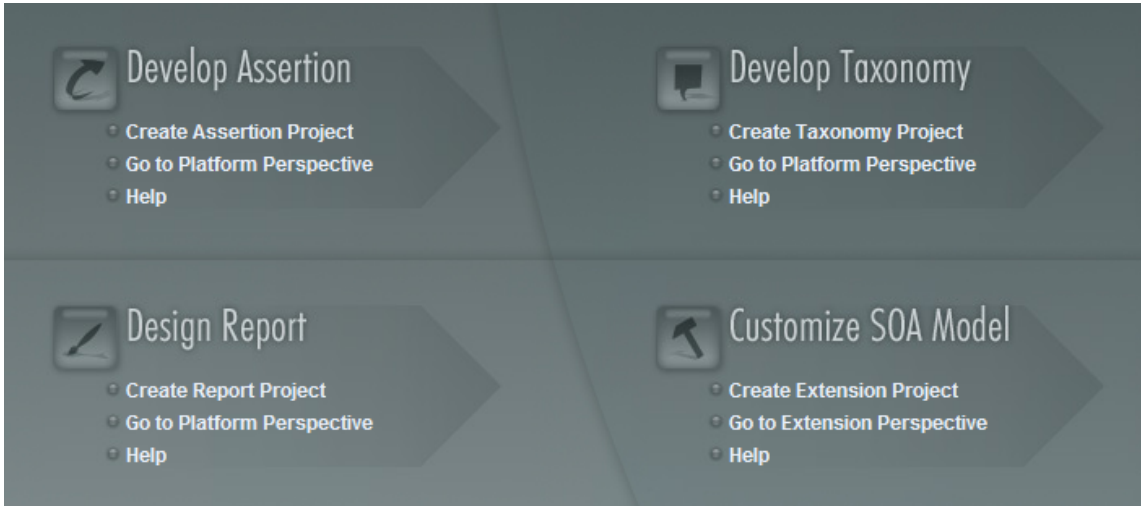 Develop Assertion
Create Assertion Project
Go to Platform Perspective
Help
Develop Taxonomy
Create Taxonomy Project
Go to Platform Perspective
Help
Design Report
Create Report Project
Go to Platform Perspective
Help
Customize SOA Model
Create Extension Project
Go to Extension Perspective
Help